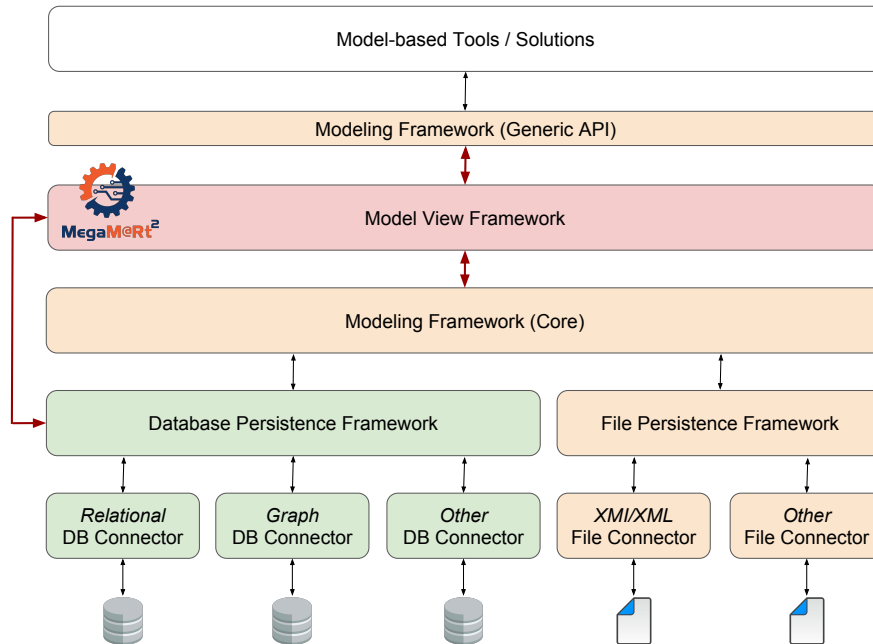 Model-based Tools / Solutions
Modeling Framework (Generic API)
MegaM@Rt²
Model View Framework
Modeling Framework (Core)
Database Persistence Framework
File Persistence Framework
Relational
DB Connector
Graph
DB Connector
Other
DB Connector
XMI/XML
File Connector
Other
File Connector